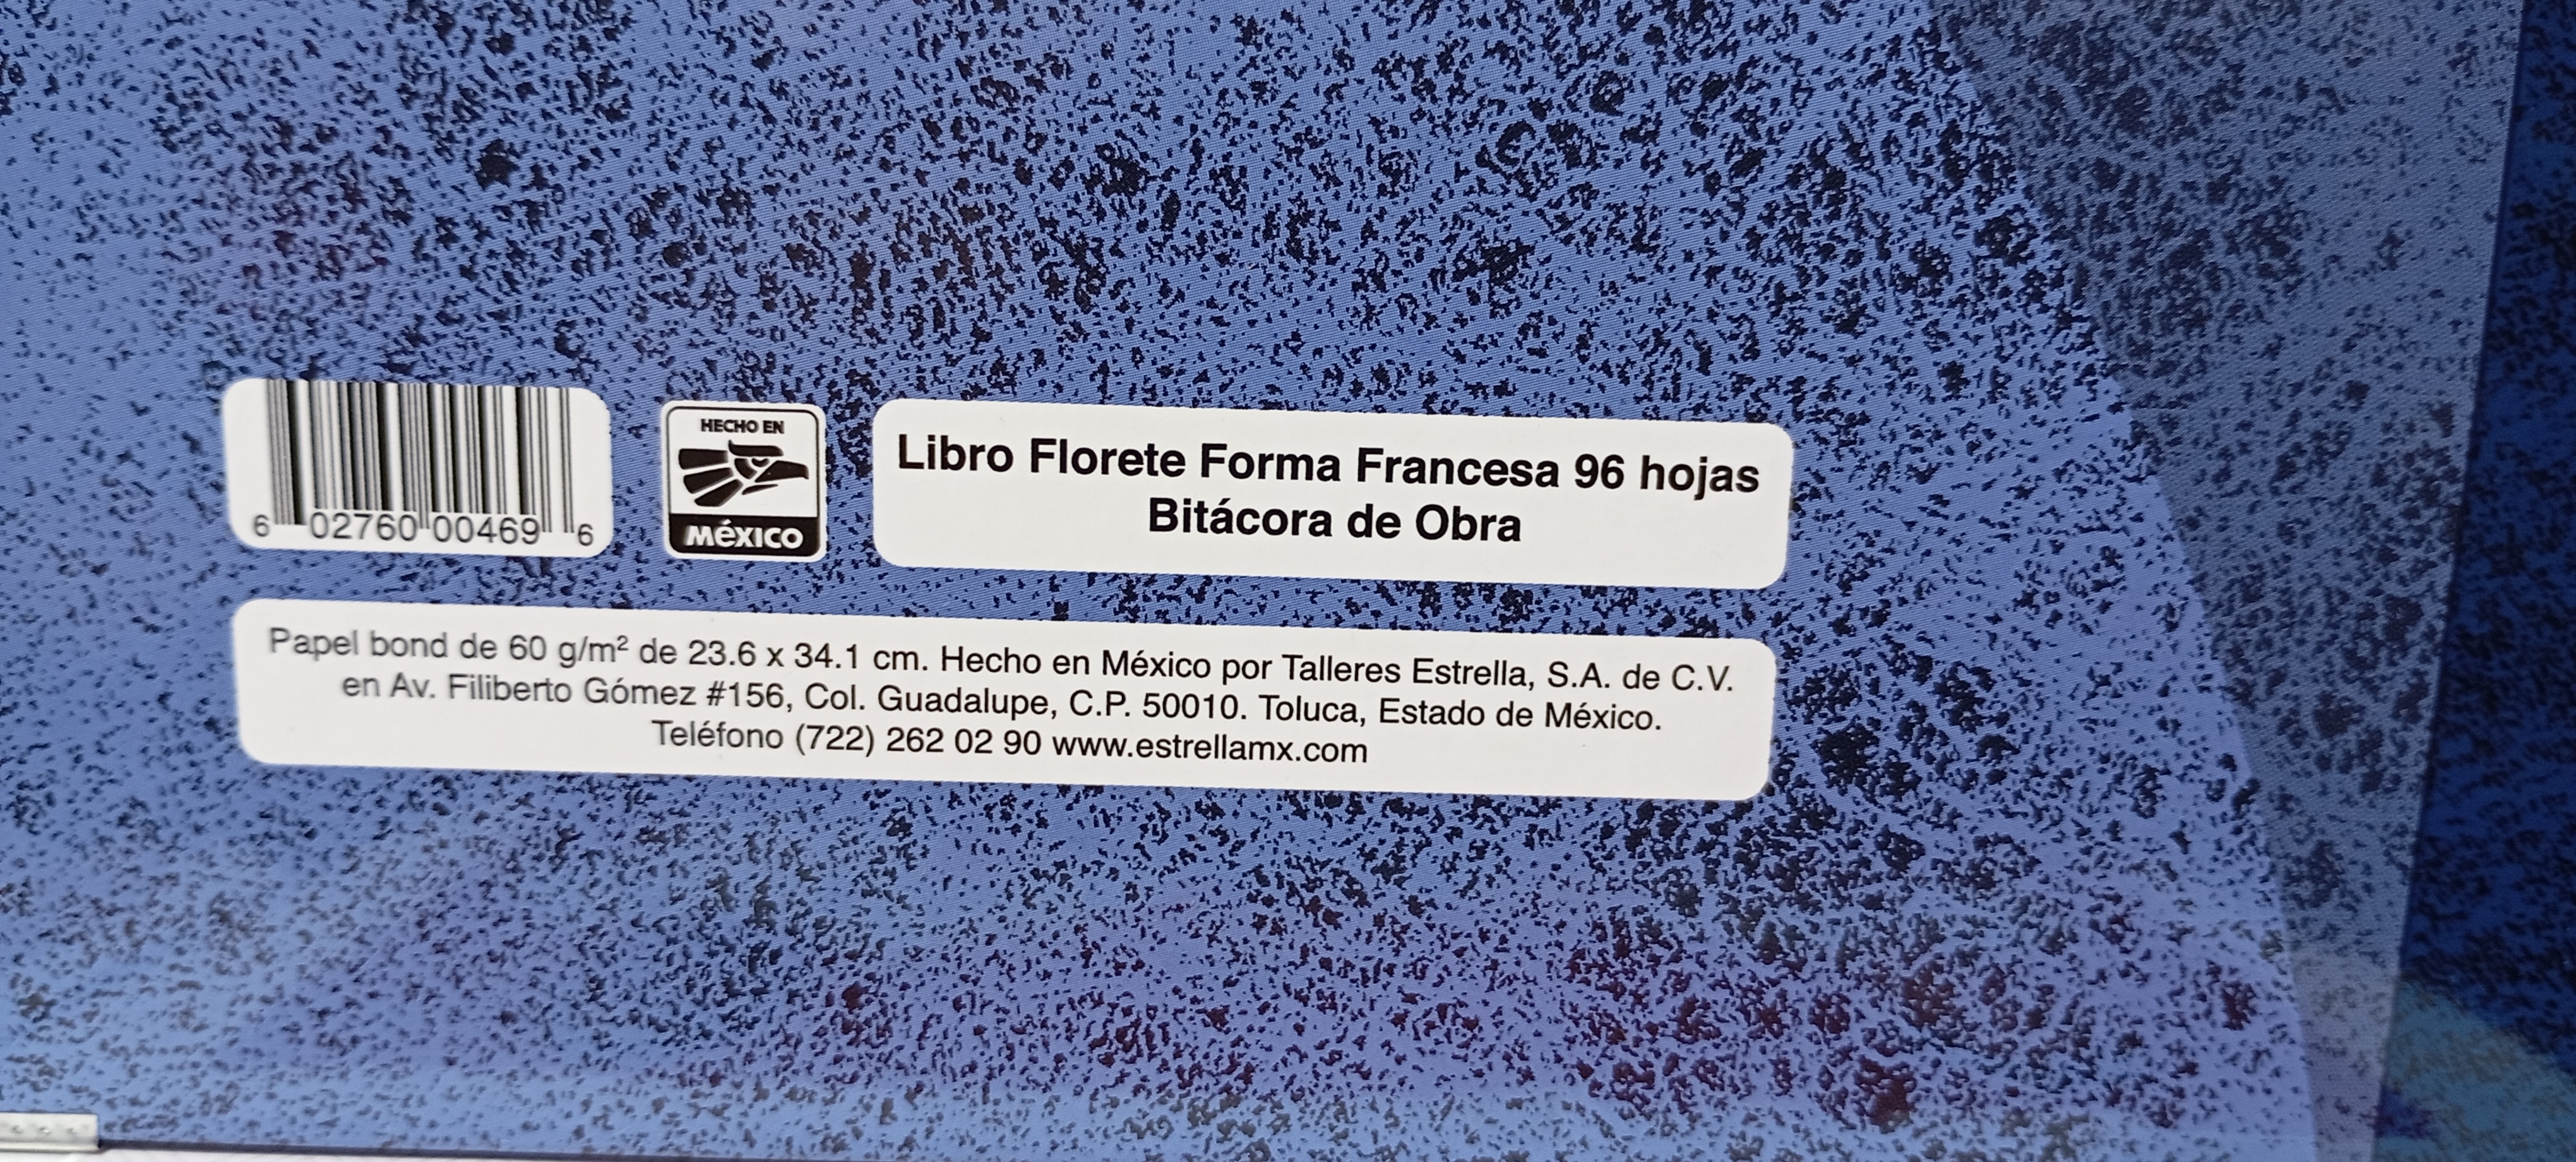 6 02760 00469 6
HECHO EN
MÉXICO
Libro Florete Forma Francesa 96 hojas
Bitácora de Obra
Papel bond de 60 g/m² de 23.6 x 34.1 cm. Hecho en México por Talleres Estrella, S.A. de C.V.
en Av. Filiberto Gómez #156, Col. Guadalupe, C.P. 50010. Toluca, Estado de México.
Teléfono (722) 262 02 90 www.estrellamx.com